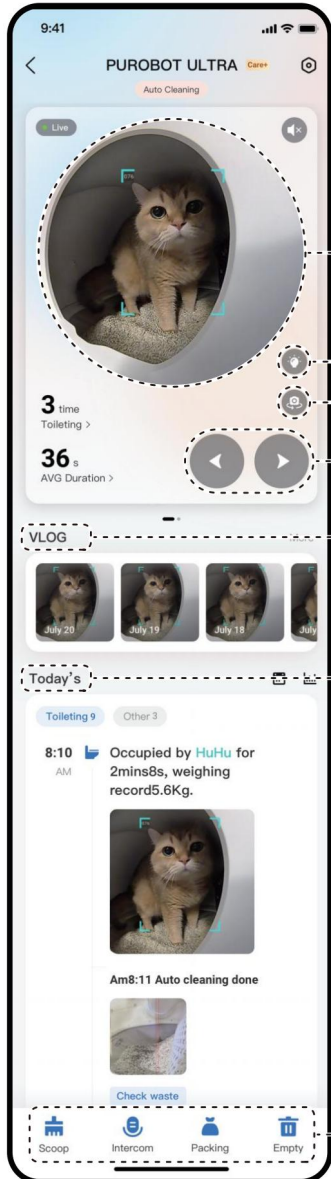 9:41
PUROBOT ULTRA Care+
Auto Cleaning
Live
3 time
Toileting >
36 s
AVG Duration >
VLOG
July 20
July 19
July 18
July
Today's
Toileting 9
Other 3
8:10
AM
Occupied by HuHu for
2mins8s, weighing
record5.6Kg.
Am8:11 Auto cleaning done
Check waste
Scoop
Intercom
Packing
Empty